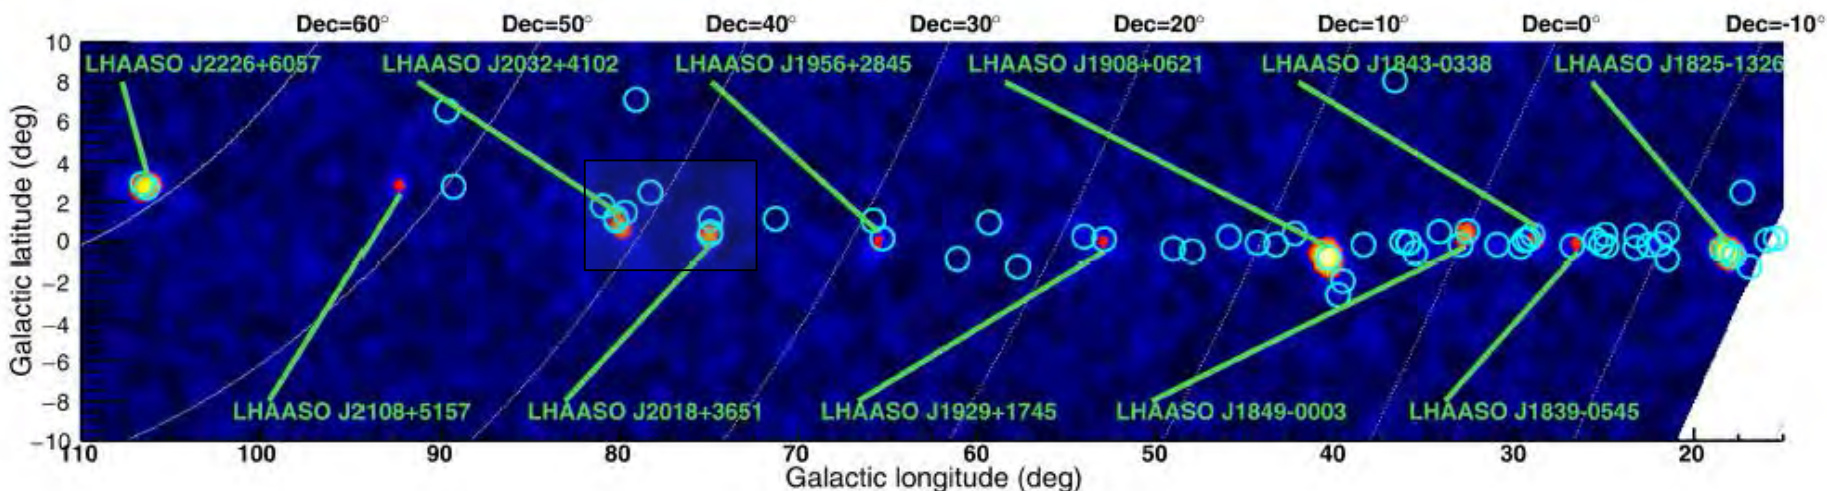 Dec=60° Dec=50° Dec=40° Dec=30° Dec=20° Dec=10° Dec=0° Dec=-10°
10
LHAASO J2226+6057 LHAASO J2032+4102 LHAASO J1956+2845 LHAASO J1908+0621 LHAASO J1843-0338 LHAASO J1825-1326
8
6
4
2
0
−2
−4
−6
−8
LHAASO J2108+5157 LHAASO J2018+3651 LHAASO J1929+1745 LHAASO J1849-0003 LHAASO J1839-0545
−10
Galactic latitude (deg)
110 100 90 80 70 60 50 40 30 20
Galactic longitude (deg)